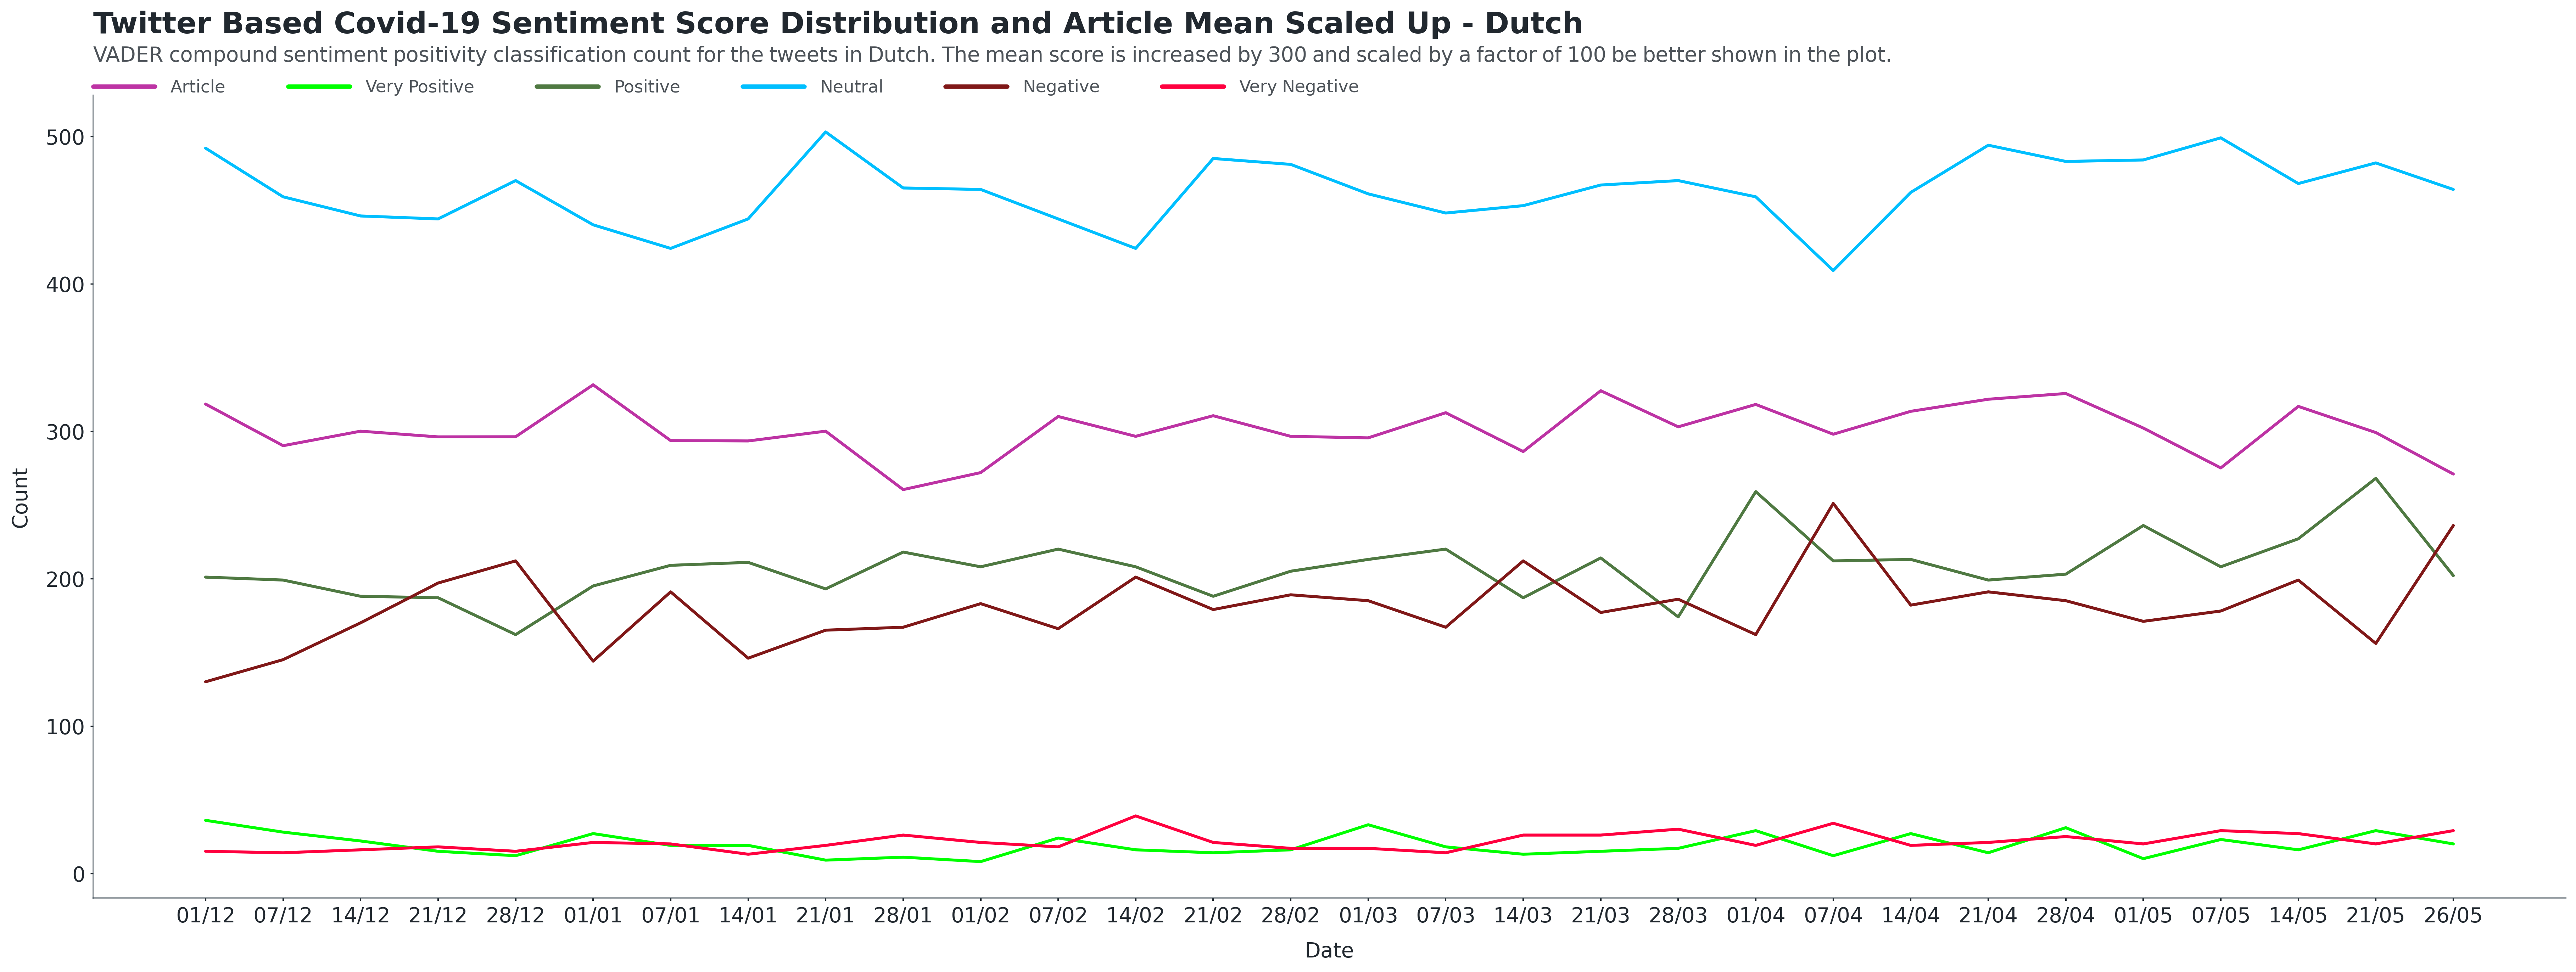 Twitter Based Covid-19 Sentiment Score Distribution and Article Mean Scaled Up - Dutch
VADER compound sentiment positivity classification count for the tweets in Dutch. The mean score is increased by 300 and scaled by a factor of 100 be better shown in the plot.
Article Very Positive Positive Neutral Negative Very Negative
500
400
300
200
100
0
Count
01/12 07/12 14/12 21/12 28/12 01/01 07/01 14/01 21/01 28/01 01/02 07/02 14/02 21/02 28/02 01/03 07/03 14/03 21/03 28/03 01/04 07/04 14/04 21/04 28/04 01/05 07/05 14/05 21/05 26/05
Date